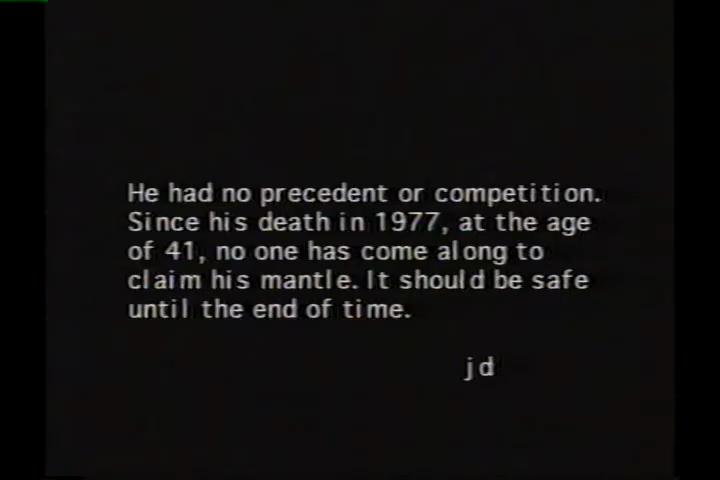 He had no precedent or competition.
Since his death in 1977, at the age
of 41, no one has come along to
claim his mantle. It should be safe
until the end of time.
jd